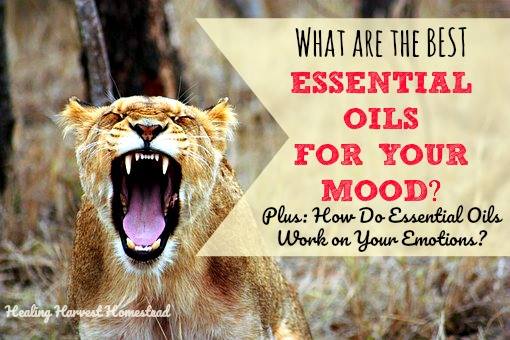 WHAT ARE THE BEST
ESSENTIAL
OILS
FOR YOUR
MOOD?
Plus: How Do Essential Oils
Work on Your Emotions?
Healing Harvest Homestead